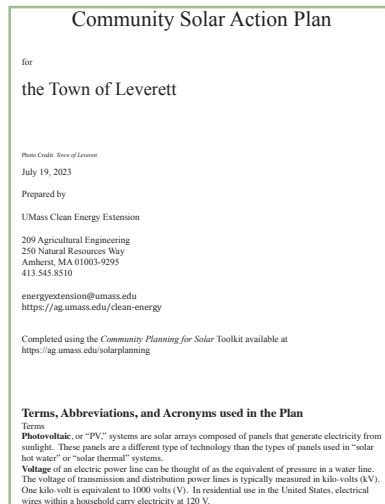 Community Solar Action Plan
for
the Town of Leverett
Photo Credit: Town of Leverett
July 19, 2023
Prepared by
UMass Clean Energy Extension
209 Agricultural Engineering
250 Natural Resources Way
Amherst, MA 01003-9295
413.545.8510
energyextension@umass.edu
https://ag.umass.edu/clean-energy
Completed using the Community Planning for Solar Toolkit available at
https://ag.umass.edu/solarplanning
Terms, Abbreviations, and Acronyms used in the Plan
Terms
Photovoltaic, or “PV,” systems are solar arrays composed of panels that generate electricity from
sunlight. These panels are a different type of technology than the types of panels used in “solar
hot water” or “solar thermal” systems.
Voltage of an electric power line can be thought of as the equivalent of pressure in a water line.
The voltage of transmission and distribution power lines is typically measured in kilo-volts (kV).
One kilo-volt is equivalent to 1000 volts (V). In residential use in the United States, electrical
wires within a household carry electricity at 120 V.